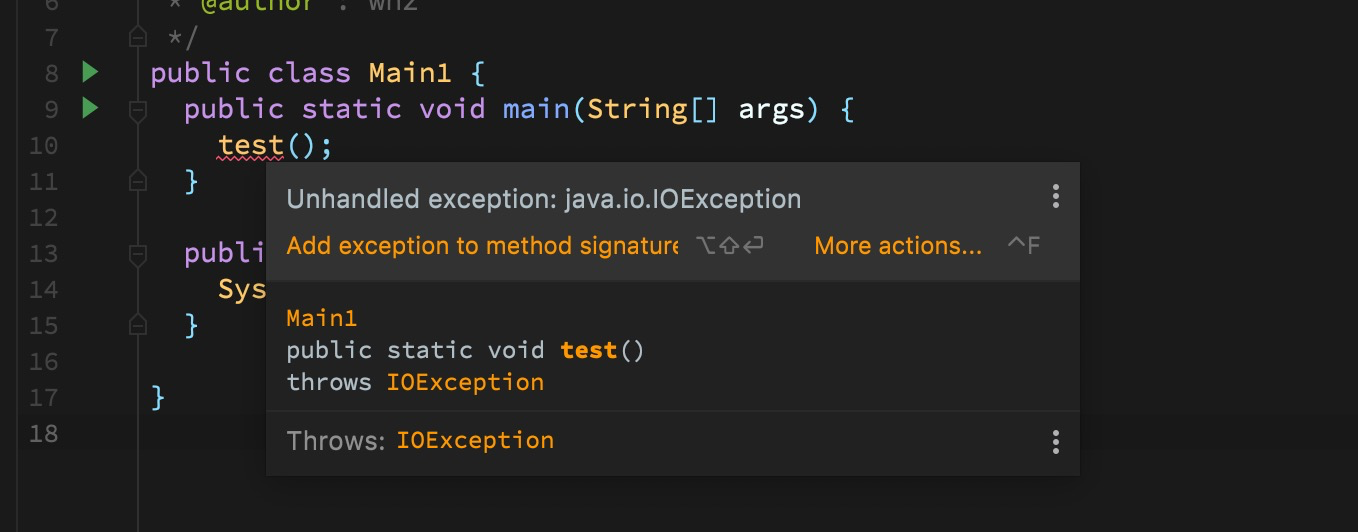 6 * @author : whz
7 */
8 public class Main1 {
9 public static void main(String[] args) {
10 test();
11 }
Unhandled exception: java.io.IOException
Add exception to method signature ⌥⇧⏎ More actions... ^F
12
13 publi
14 Sys
Main1
15 }
public static void test()
16
throws IOException
17 }
18
Throws: IOException